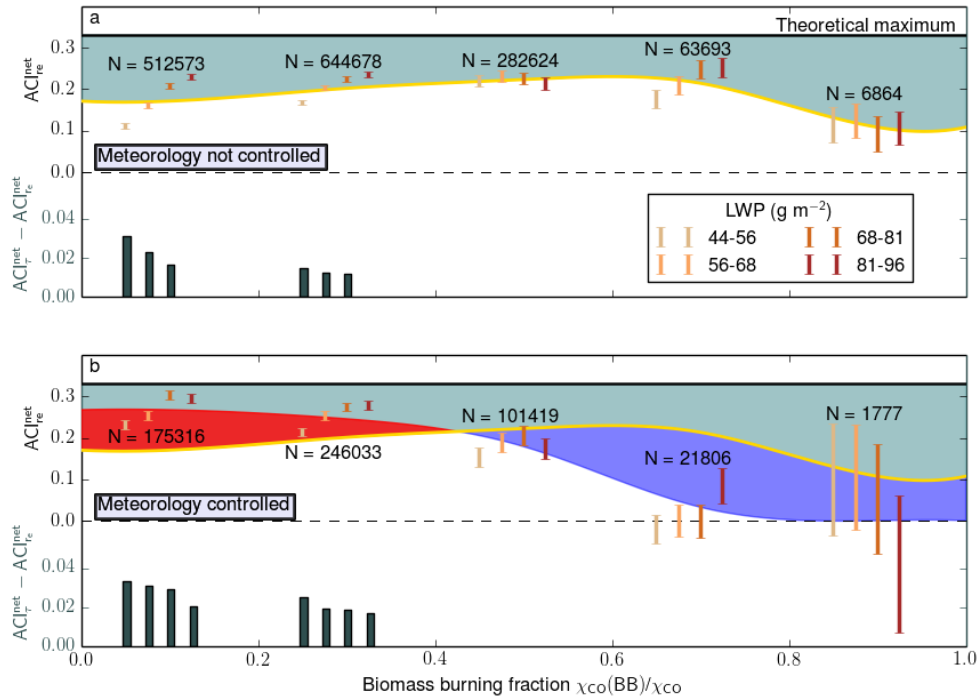 a
Theoretical maximum
N = 512573
N = 644678
N = 282624
N = 63693
N = 6864
Meteorology not controlled
0.3
0.2
0.1
0.0
0.04
0.02
0.00
ACI_re^net
ACI_τ^net − ACI_{r_e}^net
LWP (g m⁻²)
44-56
68-81
56-68
81-96
b
N = 175316
N = 246033
N = 101419
N = 21806
N = 1777
Meteorology controlled
0.3
0.2
0.1
0.0
0.04
0.02
0.00
ACI_re^net
ACI_τ^net − ACI_{r_e}^net
0.0 0.2 0.4 0.6 0.8 1.0
Biomass burning fraction χ_CO(BB)/χ_CO